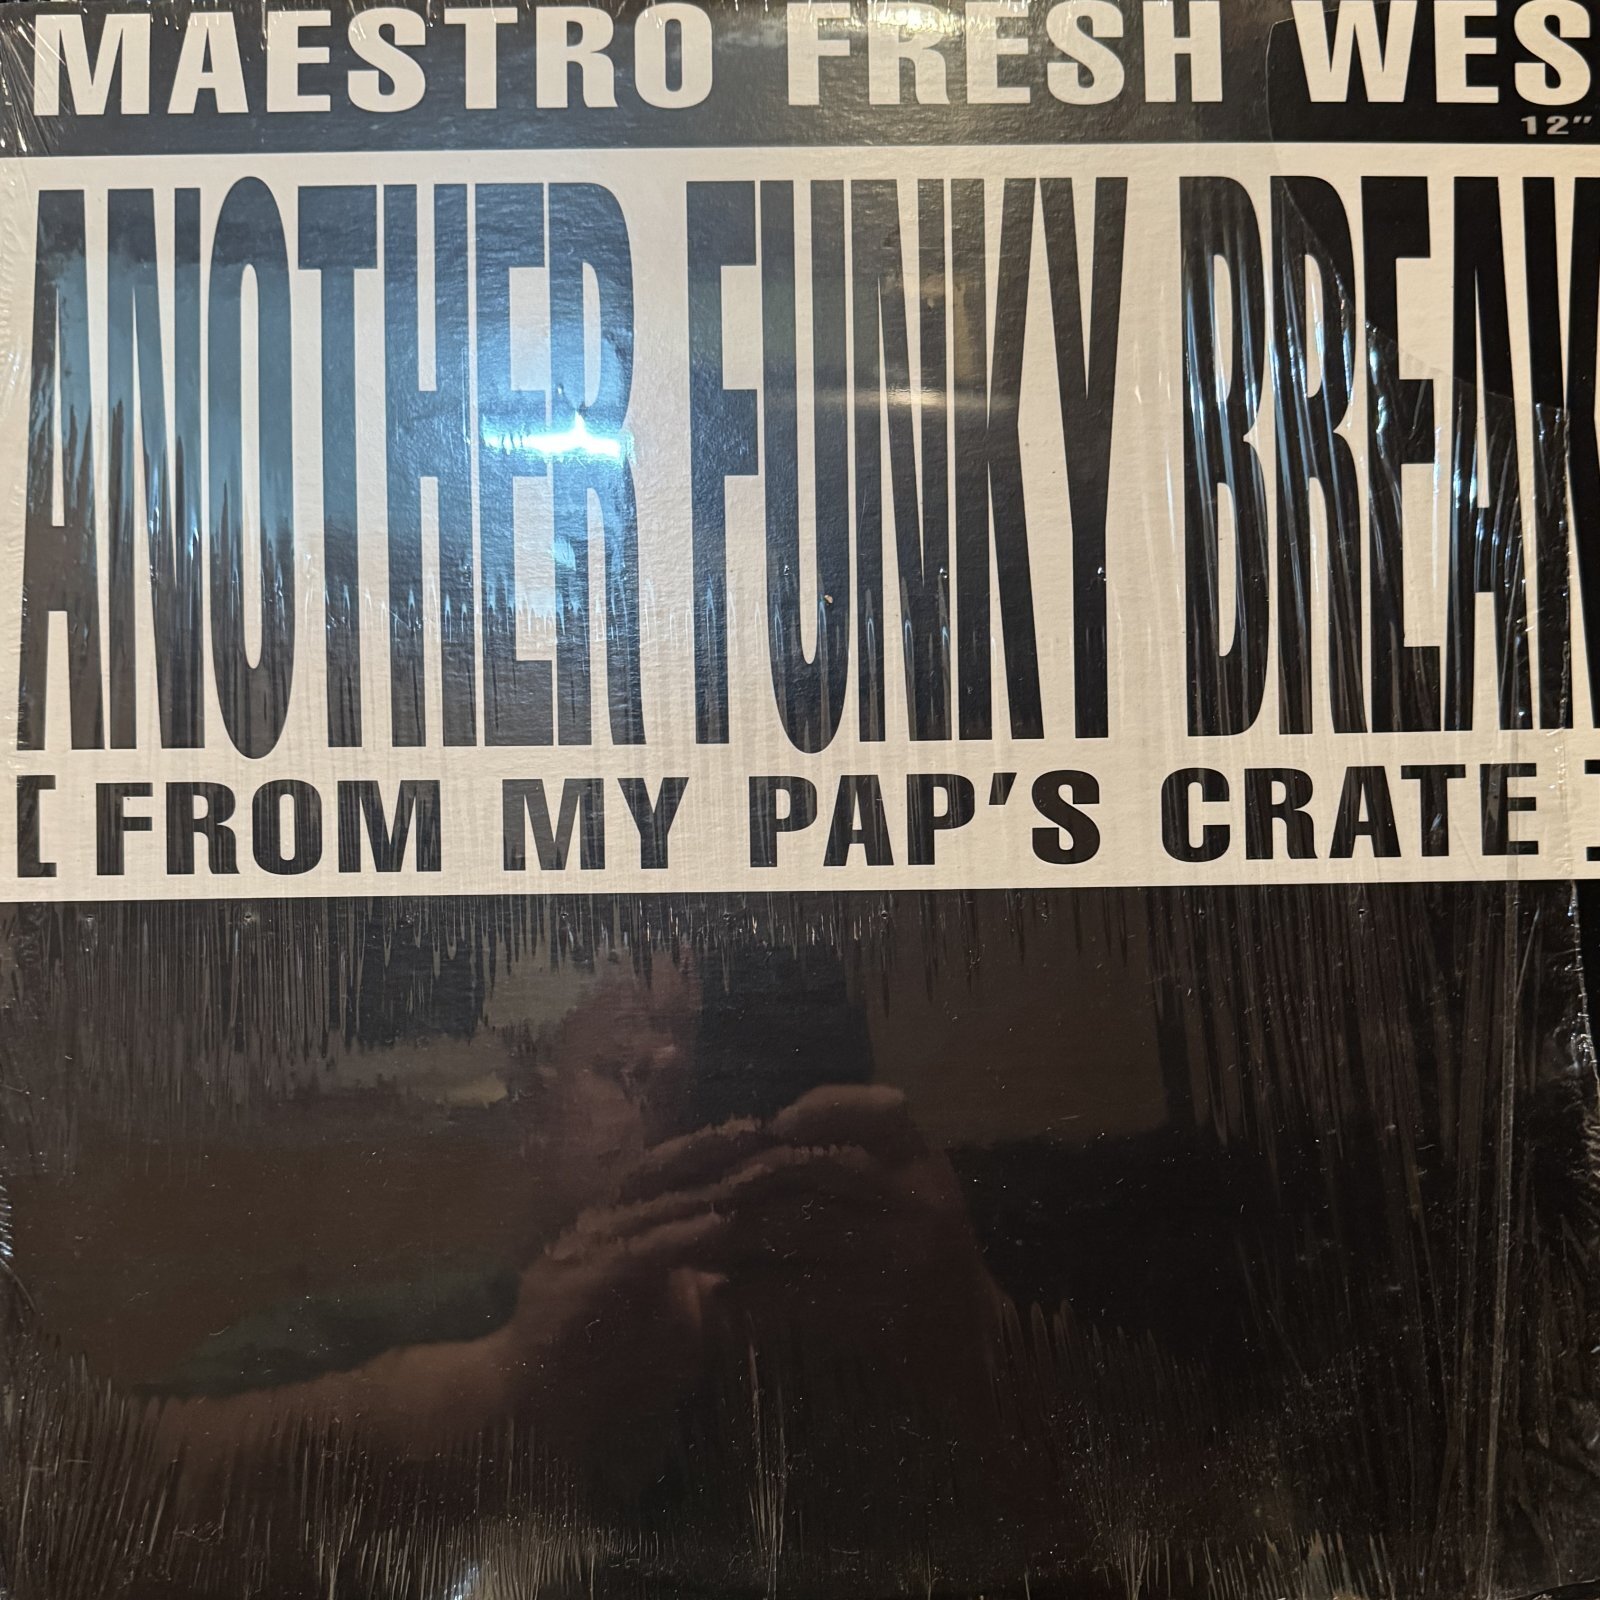 MAESTRO FRESH WES
12"
ANOTHER FUNKY BREAK
[FROM MY PAP'S CRATE]